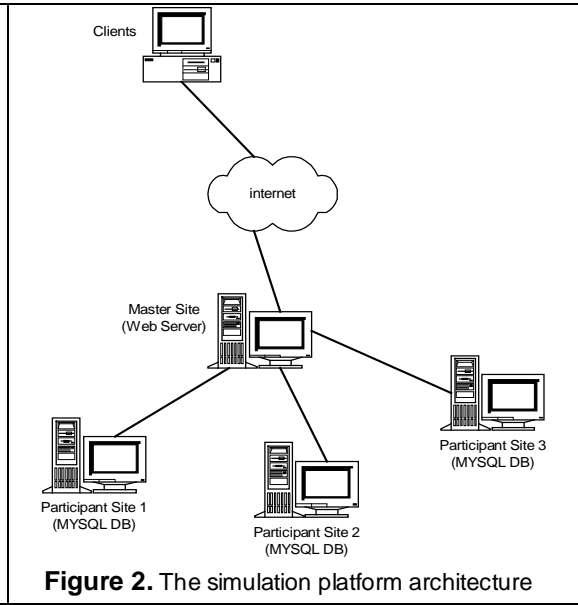 Clients
internet
Master Site
(Web Server)
Participant Site 3
(MYSQL DB)
Participant Site 1
(MYSQL DB)
Participant Site 2
(MYSQL DB)
Figure 2. The simulation platform architecture